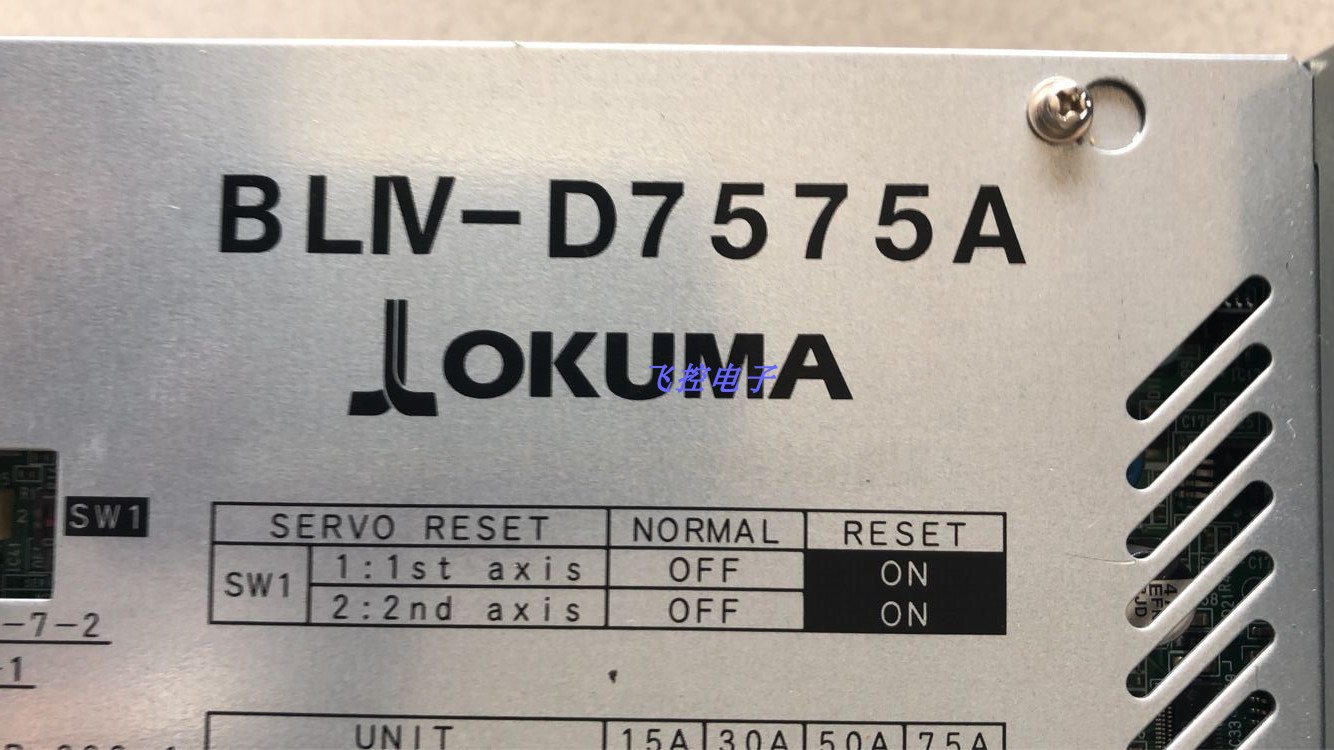 BLIV-D7575A
OKUMA
飞控电子
SW1
SERVO RESET NORMAL RESET
SW1 1:1st axis OFF ON
2:2nd axis OFF ON
-7-2
-1
UNIT 15A 30A 50A 75A